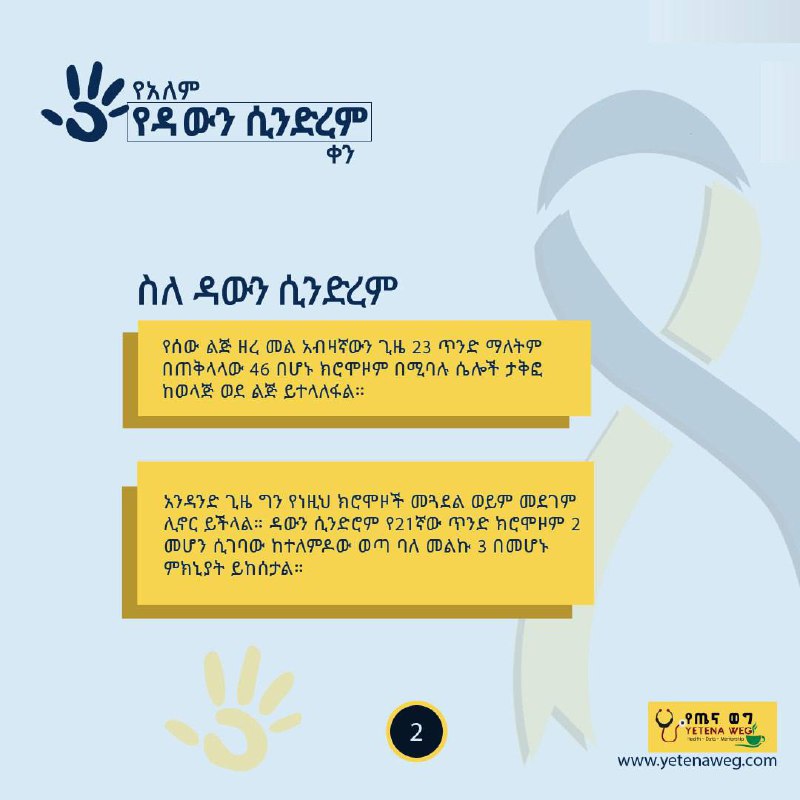 የአለም
የዳውን ሲንድረም
ቀን
ስለ ዳውን ሲንድረም
የሰው ልጅ ዘረ መል አብዛኛውን ጊዜ 23 ጥንድ ማለትም
በጠቅላላው 46 በሆኑ ክሮሞዞም በሚባሉ ሴሎች ታቅፎ
ከወላጅ ወደ ልጅ ይተላለፋል።
አንዳንድ ጊዜ ግን የነዚህ ክሮሞዞች መጓደል ወይም መደገም
ሊኖር ይችላል። ዳውን ሲንድሮም የ21ኛው ጥንድ ክሮሞዞም 2
መሆን ሲገባው ከተለምዶው ወጣ ባለ መልኩ 3 በመሆኑ
ምክኒያት ይከሰታል።
2
የጤና ወግ
YETENA WEG
Health - Data - Mentorship
www.yetenaweg.com